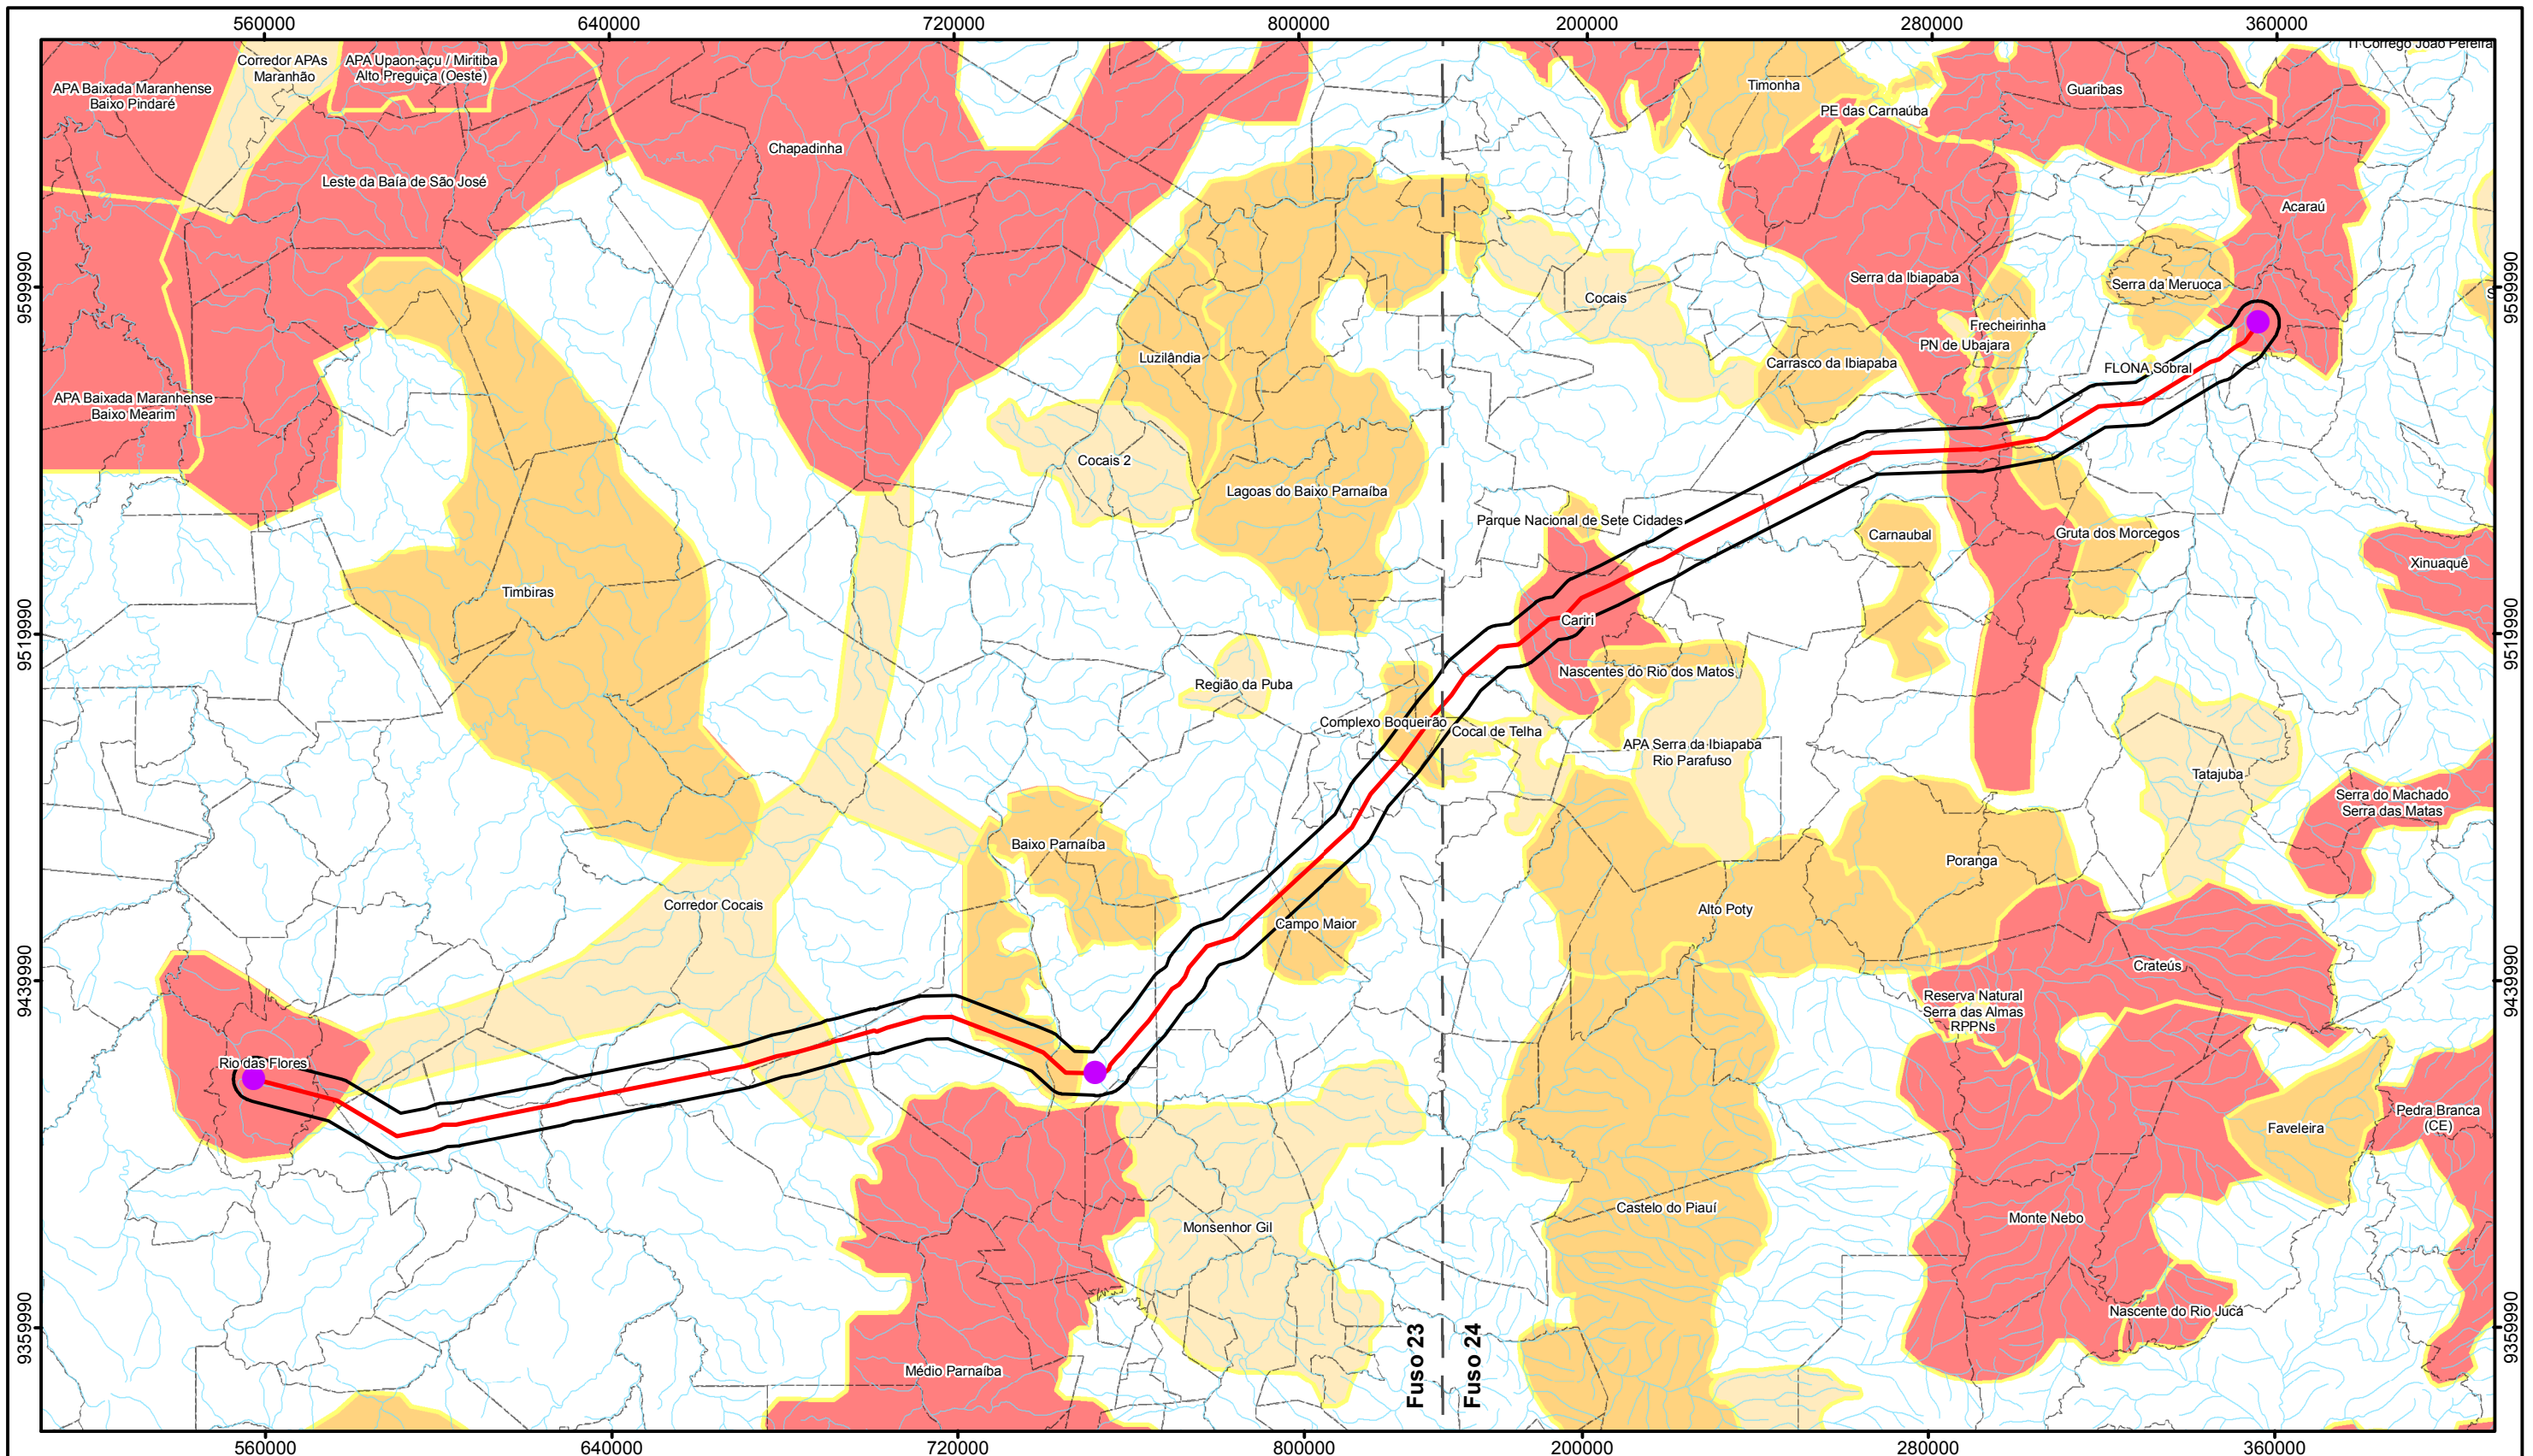 560000
640000
720000
800000
200000
280000
360000
Corredor APAs
Maranhão
APA Upaon-açu / Miritiba
Alto Preguiça (Oeste)
TI Córrego João Pereira
APA Baixada Maranhense
Baixo Pindaré
Timonha
Guaribas
PE das Carnaúba
Chapadinha
Leste da Baía de São José
Acaraú
9599990
Serra da Ibiapaba
Serra da Meruoca
9599990
Cocais
Frecheirinha
PN de Ubajara
Luzilândia
Carrasco da Ibiapaba
FLONA Sobral
APA Baixada Maranhense
Baixo Mearim
Cocais 2
Lagoas do Baixo Parnaíba
Parque Nacional de Sete Cidades
Carnaubal
Gruta dos Morcegos
Xinuaquê
Timbiras
9519990
Cariri
9519990
Região da Puba
Nascentes do Rio dos Matos
Complexo Boqueirão
Cocal de Telha
APA Serra da Ibiapaba
Rio Parafuso
Tatajuba
Serra do Machado
Serra das Matas
Baixo Parnaíba
Poranga
Corredor Cocais
Alto Poty
Campo Maior
Crateús
9439990
9439990
Reserva Natural
Serra das Almas
RPPNs
Rio das Flores
Pedra Branca
(CE)
Faveleira
Castelo do Piauí
Monte Nebo
Monsenhor Gil
Nascente do Rio Jucá
9359990
9359990
Médio Parnaíba
Fuso 23
Fuso 24
560000
640000
720000
800000
200000
280000
360000